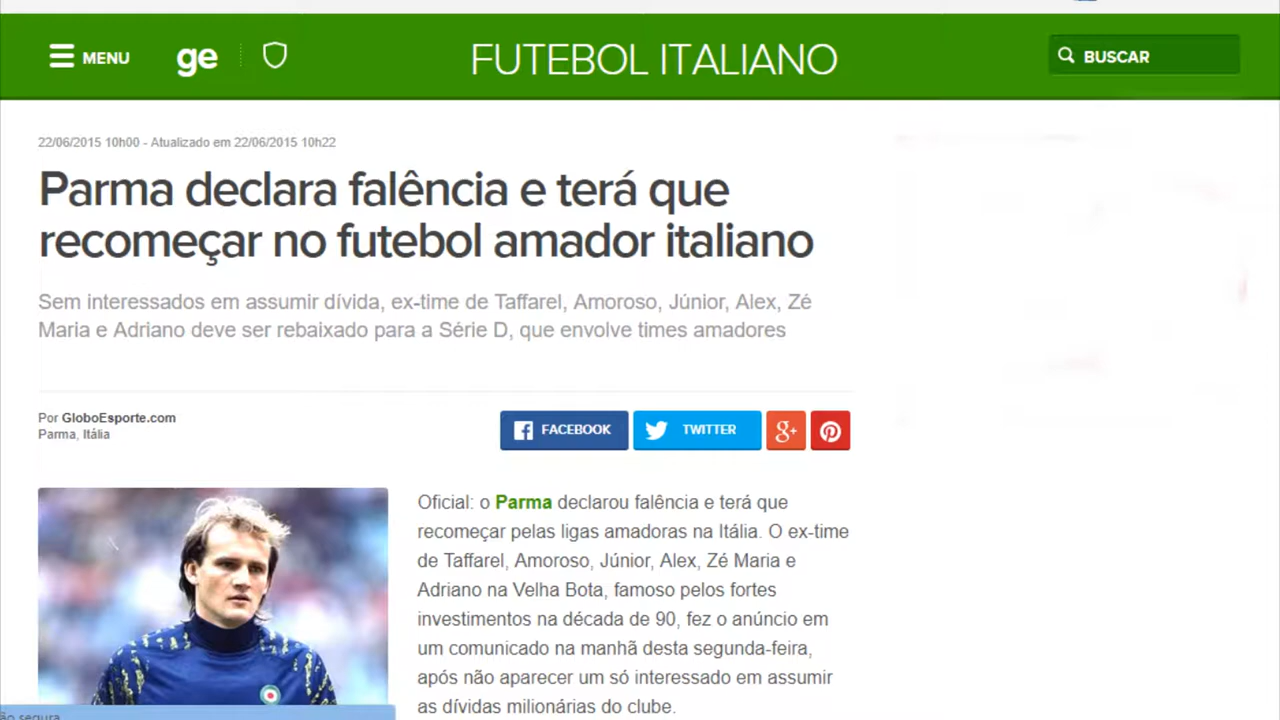 MENU
ge
FUTEBOL ITALIANO
BUSCAR
22/06/2015 10h00 - Atualizado em 22/06/2015 10h22
Parma declara falência e terá que
recomeçar no futebol amador italiano
Sem interessados em assumir dívida, ex-time de Taffarel, Amoroso, Júnior, Alex, Zé
Maria e Adriano deve ser rebaixado para a Série D, que envolve times amadores
Por GloboEsporte.com
Parma, Itália
FACEBOOK
TWITTER
g+
Oficial: o Parma declarou falência e terá que
recomeçar pelas ligas amadoras na Itália. O ex-time
de Taffarel, Amoroso, Júnior, Alex, Zé Maria e
Adriano na Velha Bota, famoso pelos fortes
investimentos na década de 90, fez o anúncio em
um comunicado na manhã desta segunda-feira,
após não aparecer um só interessado em assumir
as dívidas milionárias do clube.
ão segura